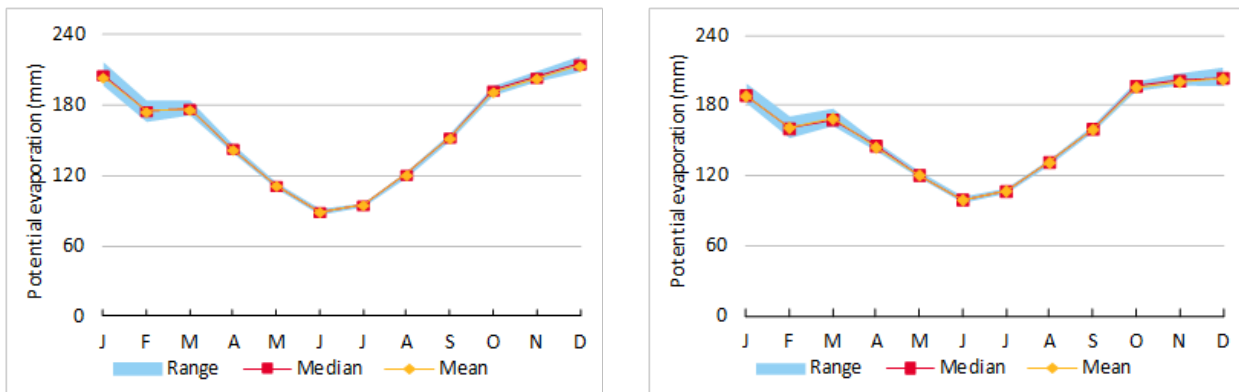 Potential evaporation (mm)
240
180
120
60
0
J F M A M J J A S O N D
Range Median Mean
Potential evaporation (mm)
240
180
120
60
0
J F M A M J J A S O N D
Range Median Mean